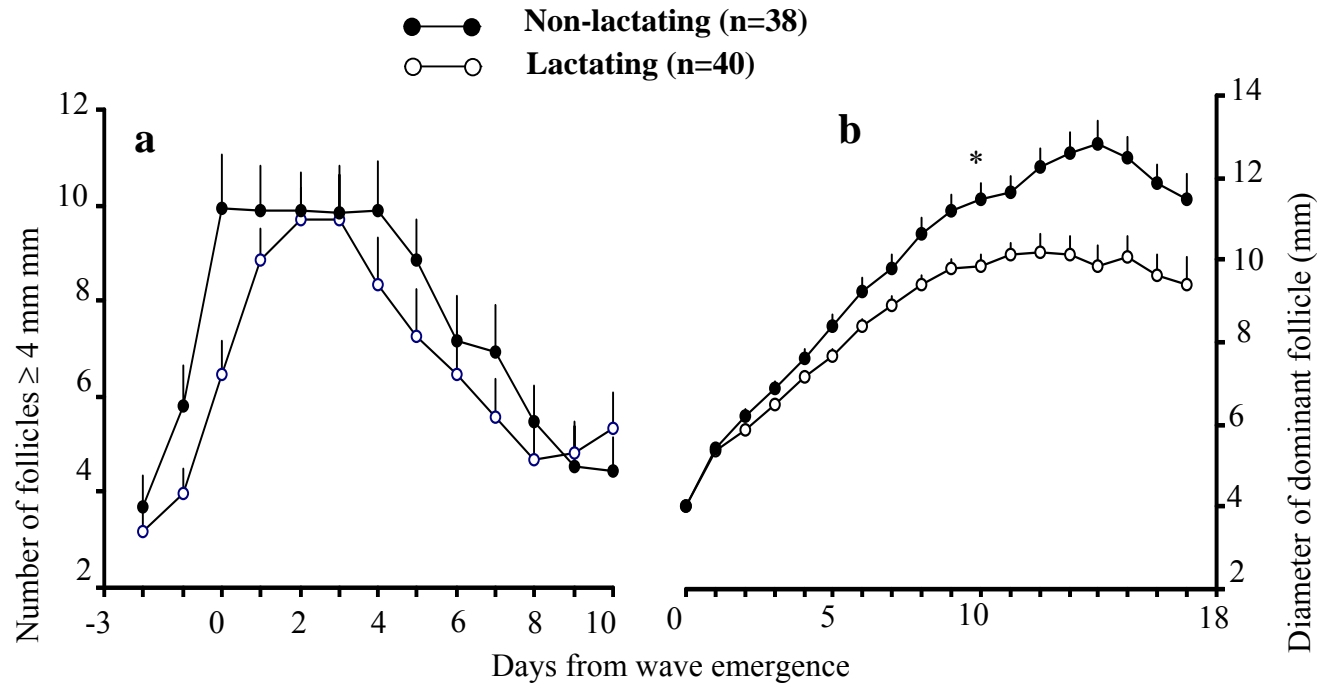 Non-lactating (n=38)
Lactating (n=40)
12
10
8
6
4
2
a
Number of follicles ≥ 4 mm mm
-3 0 2 4 6 8 10
b
*
14
12
10
8
6
4
2
Diameter of dominant follicle (mm)
0 5 10 18
Days from wave emergence